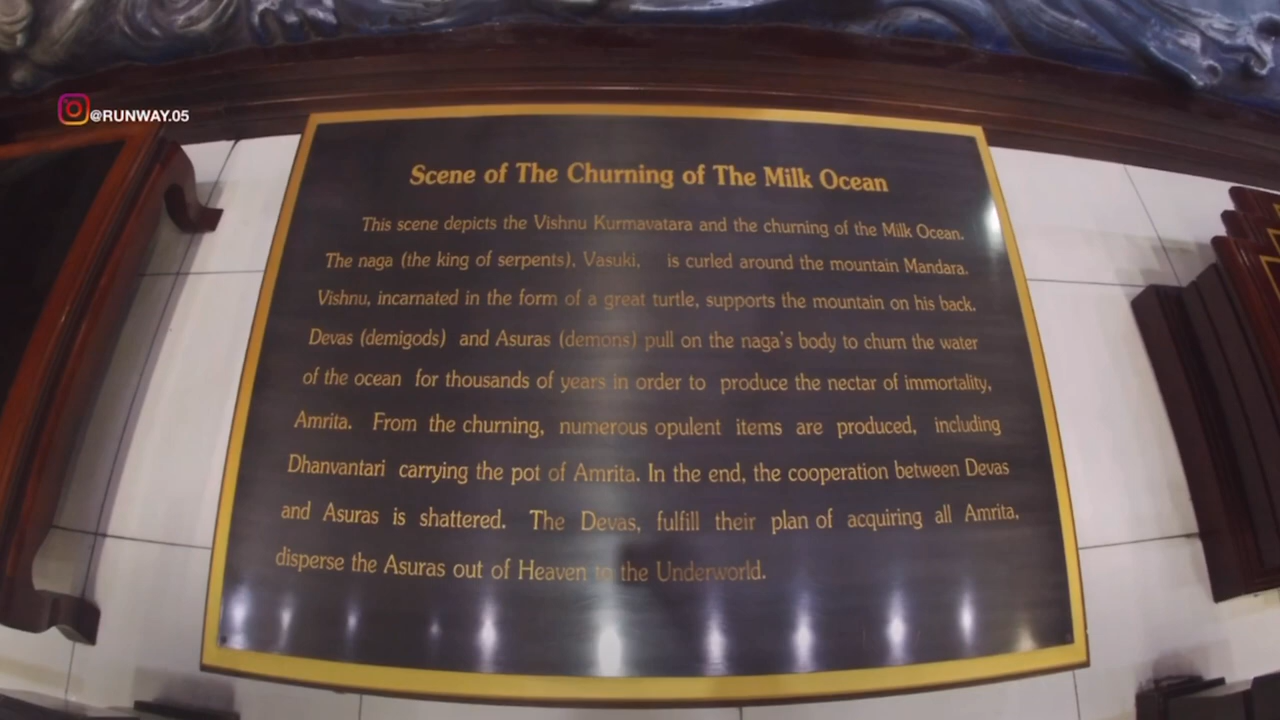 @RUNWAY.05
Scene of The Churning of The Milk Ocean
This scene depicts the Vishnu Kurmavatara and the churning of the Milk Ocean.
The naga (the king of serpents), Vasuki, is curled around the mountain Mandara.
Vishnu, incarnated in the form of a great turtle, supports the mountain on his back.
Devas (demigods) and Asuras (demons) pull on the naga's body to churn the water
of the ocean for thousands of years in order to produce the nectar of immortality,
Amrita. From the churning, numerous opulent items are produced, including
Dhanvantari carrying the pot of Amrita. In the end, the cooperation between Devas
and Asuras is shattered. The Devas, fulfill their plan of acquiring all Amrita,
disperse the Asuras out of Heaven to the Underworld.